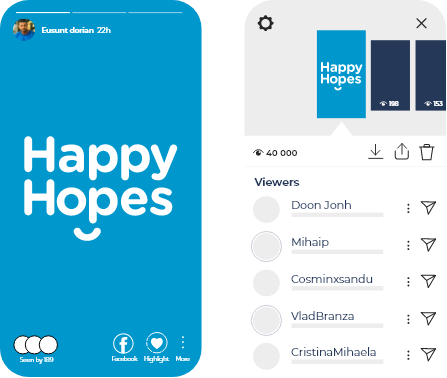 Eusunt dorian 22h
Happy
Hopes
Seen by 189
Facebook
Highlight
More
Happy
Hopes
198
153
40 000
Viewers
Doon Jonh
Mihaip
Cosminxsandu
VladBranza
CristinaMihaela